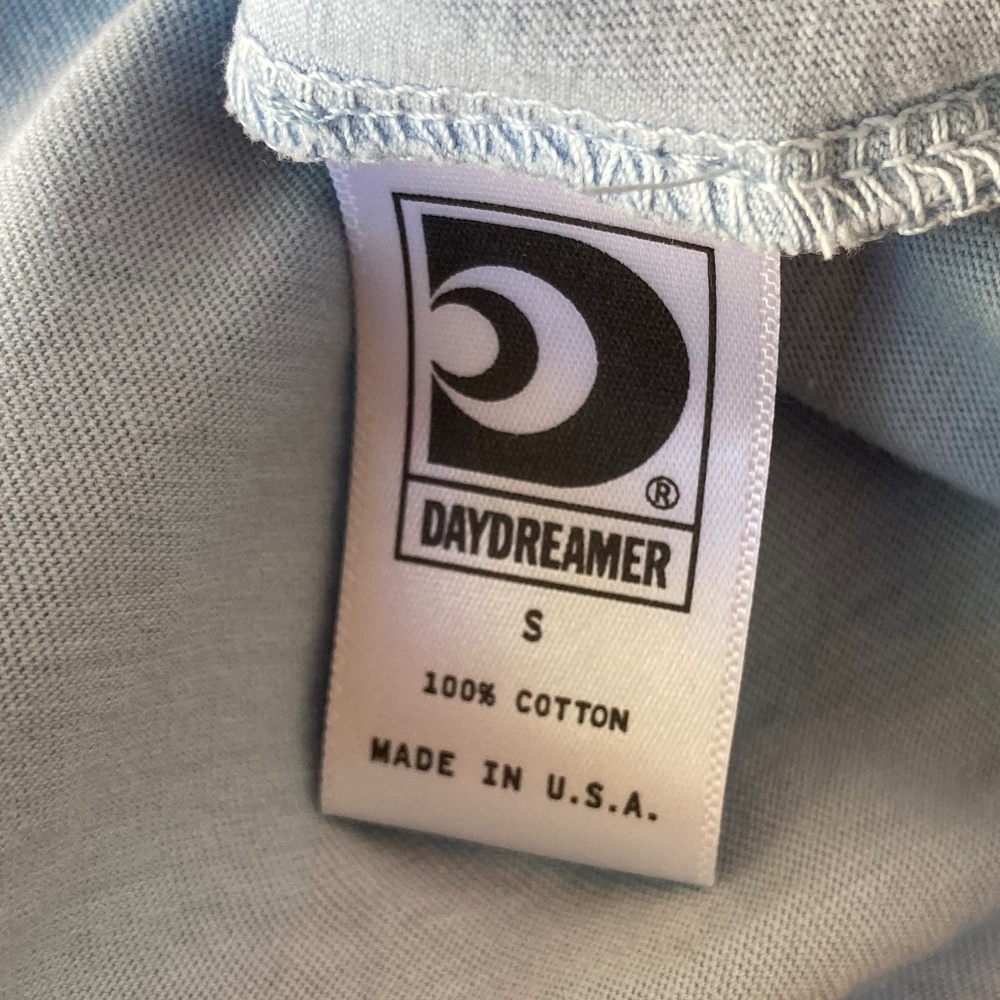 ®
DAYDREAMER
S
100% COTTON
MADE IN U.S.A.